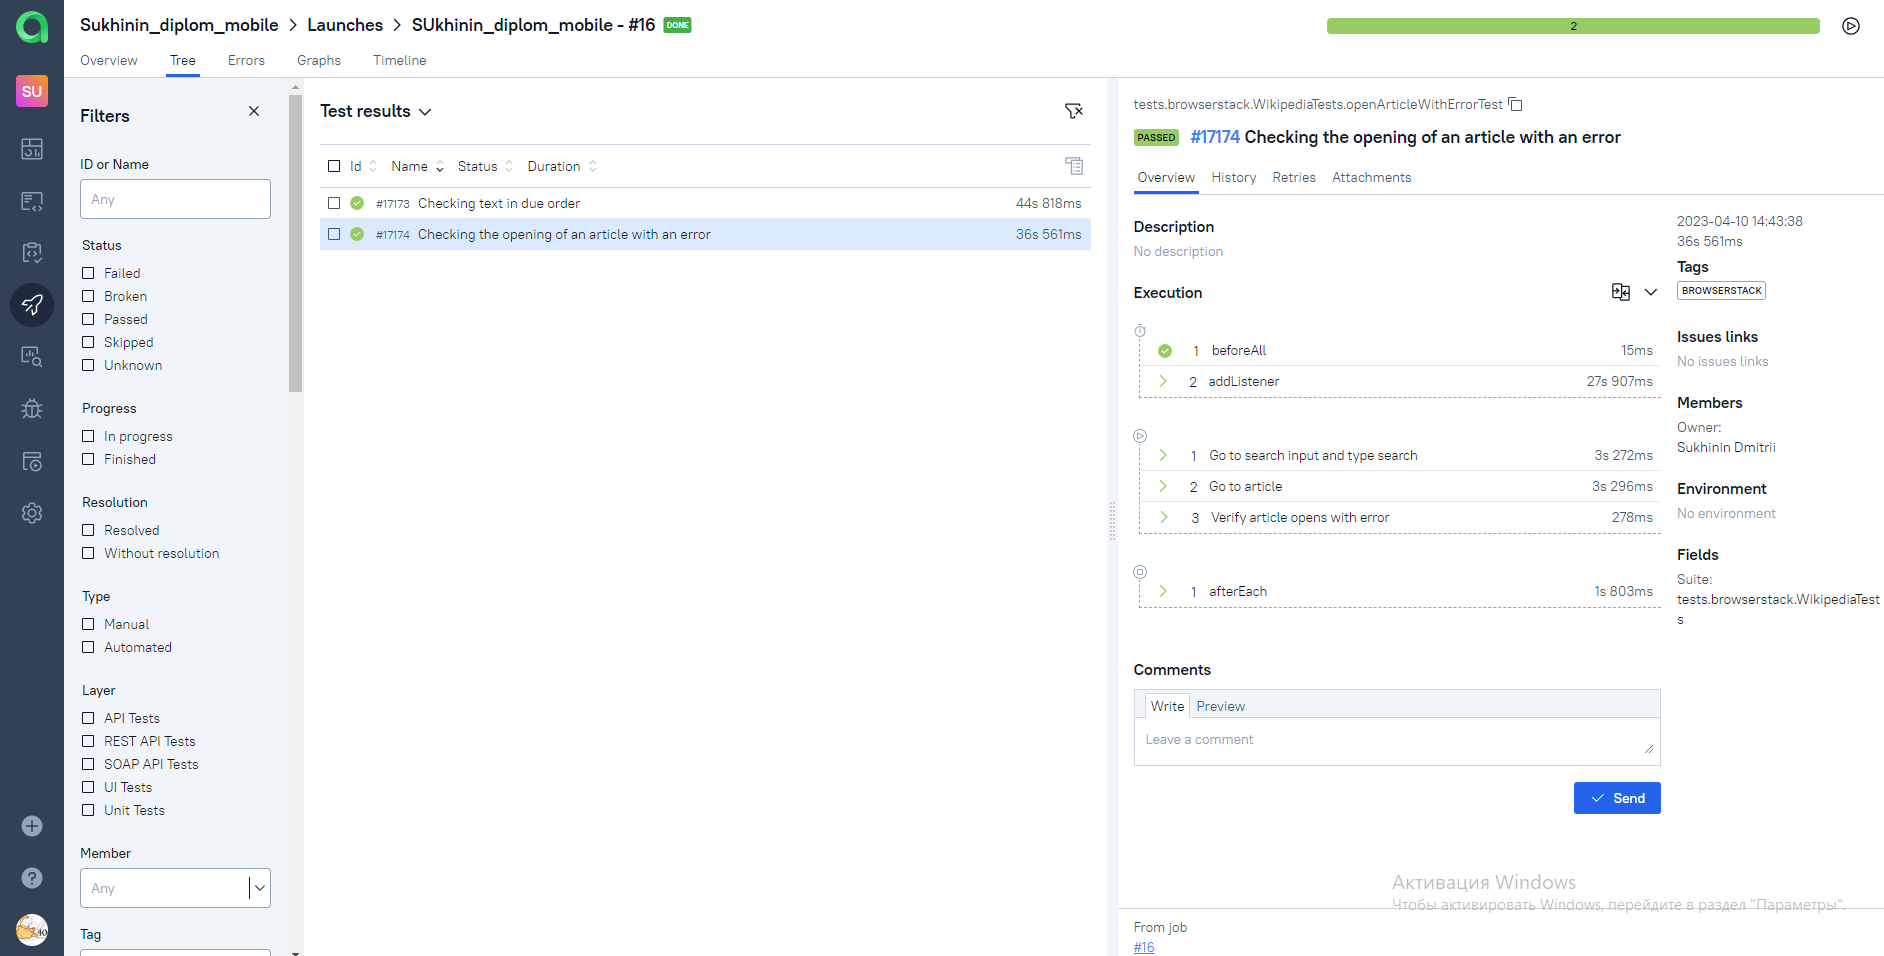 Sukhinin_diplom_mobile > Launches > SUkhinin_diplom_mobile - #16 DONE
2
Overview Tree Errors Graphs Timeline
SU
Filters
ID or Name
Any
Status
Failed
Broken
Passed
Skipped
Unknown
Progress
In progress
Finished
Resolution
Resolved
Without resolution
Type
Manual
Automated
Layer
API Tests
REST API Tests
SOAP API Tests
UI Tests
Unit Tests
Member
Any
Tag
Test results
Id Name Status Duration
#17173 Checking text in due order 44s 818ms
#17174 Checking the opening of an article with an error 36s 561ms
tests.browserstack.WikipediaTests.openArticleWithErrorTest
PASSED #17174 Checking the opening of an article with an error
Overview History Retries Attachments
Description
No description
Execution
1 beforeAll 15ms
2 addListener 27s 907ms
1 Go to search input and type search 3s 272ms
2 Go to article 3s 296ms
3 Verify article opens with error 278ms
1 afterEach 1s 803ms
Comments
Write Preview
Leave a comment
Send
2023-04-10 14:43:38
36s 561ms
Tags
BROWSERSTACK
Issues links
No issues links
Members
Owner:
Sukhinin Dmitrii
Environment
No environment
Fields
Suite:
tests.browserstack.WikipediaTest
s
Активация Windows
Чтобы активировать Windows, перейдите в раздел "Параметры".
From job
#16